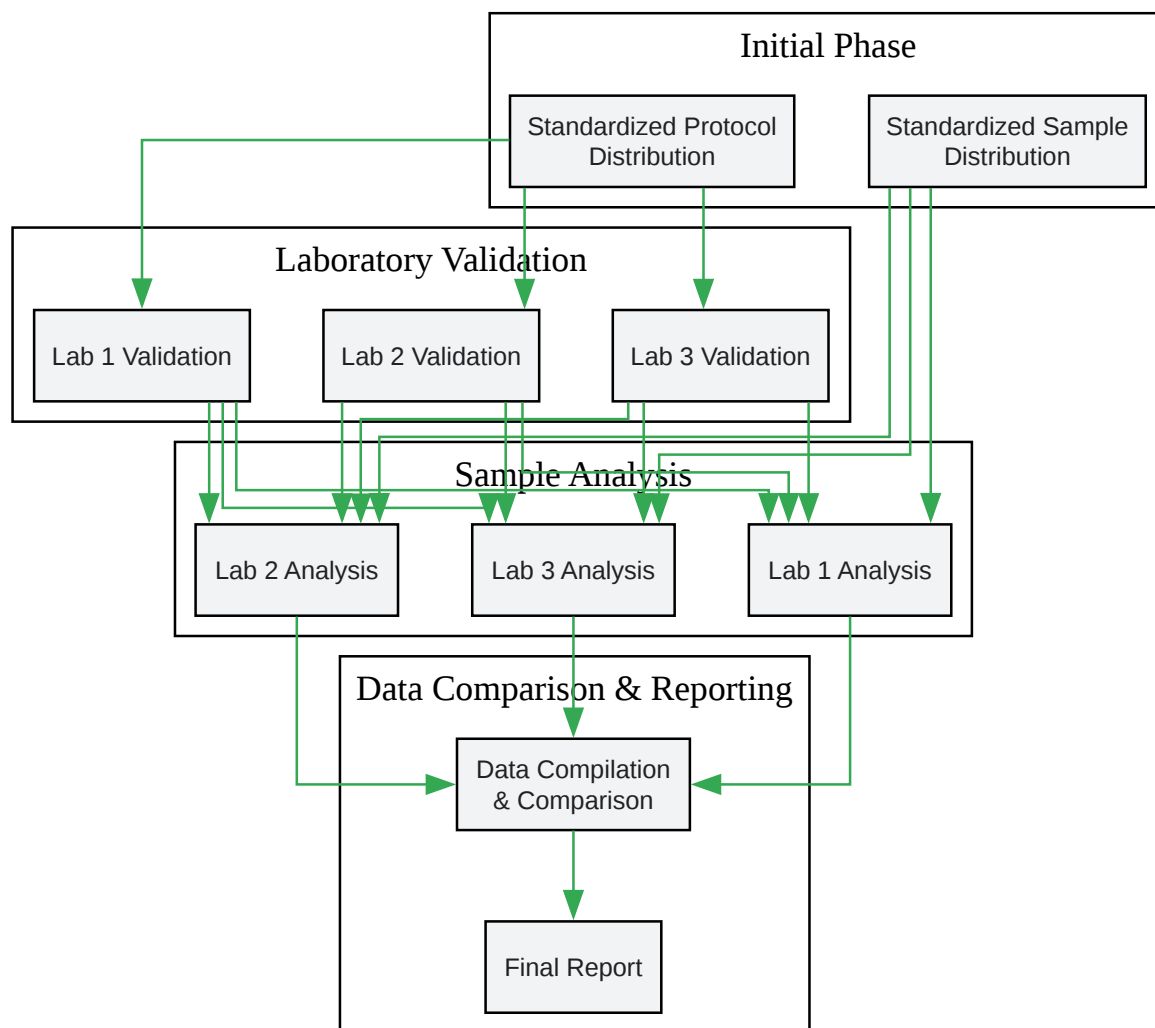 Initial Phase
Standardized Protocol
Distribution
Standardized Sample
Distribution
Laboratory Validation
Lab 1 Validation
Lab 2 Validation
Lab 3 Validation
Sample Analysis
Lab 2 Analysis
Lab 3 Analysis
Lab 1 Analysis
Data Comparison & Reporting
Data Compilation
& Comparison
Final Report